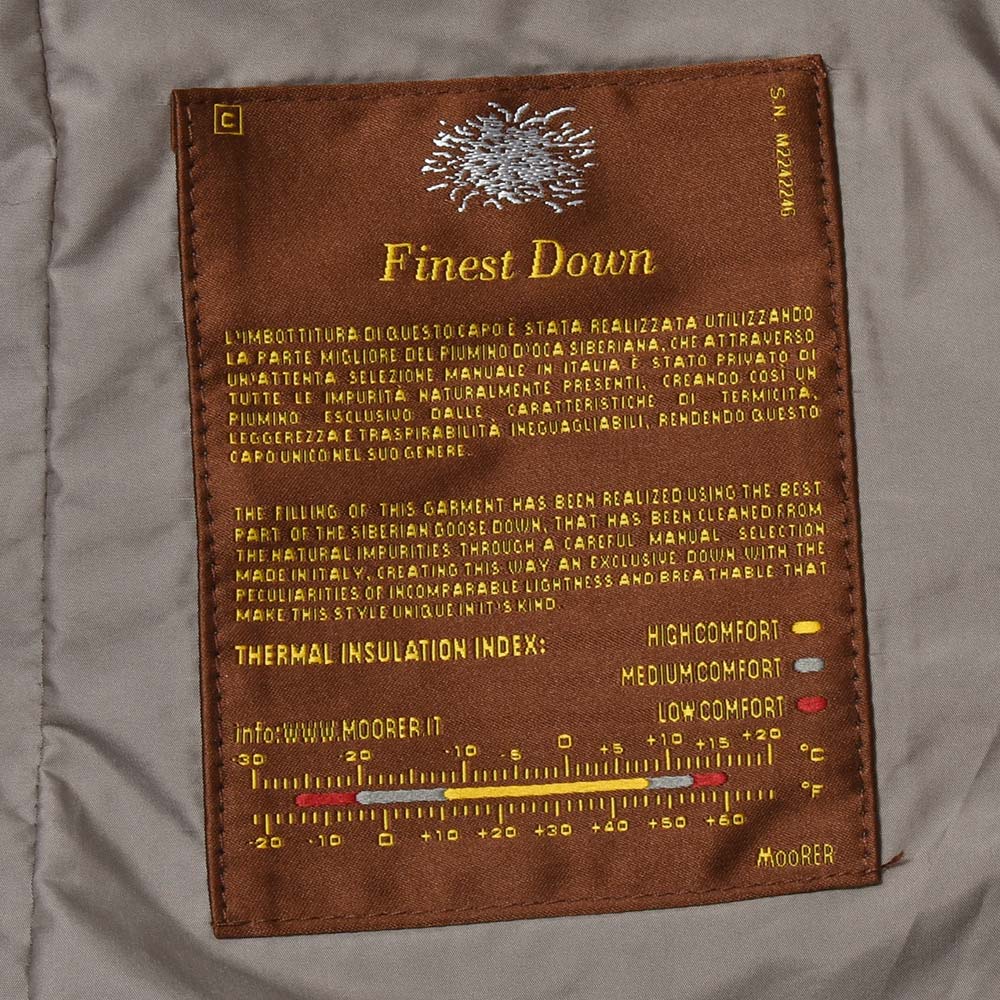 C
S.N. M2242246
Finest Down
L'IMBOTTITURA DI QUESTO CAPO È STATA REALIZZATA UTILIZZANDO
LA PARTE MIGLIORE DEL PIUMINO D'OCA SIBERIANA, CHE ATTRAVERSO
UN'ATTENTA SELEZIONE MANUALE IN ITALIA È STATO PRIVATO DI
TUTTE LE IMPURITÀ NATURALMENTE PRESENTI, CREANDO COSÌ UN
PIUMINO ESCLUSIVO DALLE CARATTERISTICHE DI TERMICITÀ,
LEGGEREZZA E TRASPIRABILITÀ INEGUAGLIABILI, RENDENDO QUESTO
CAPO UNICO NEL SUO GENERE.
THE FILLING OF THIS GARMENT HAS BEEN REALIZED USING THE BEST
PART OF THE SIBERIAN GOOSE DOWN, THAT HAS BEEN CLEANED FROM
THE NATURAL IMPURITIES THROUGH A CAREFUL MANUAL SELECTION
MADE IN ITALY, CREATING THIS WAY AN EXCLUSIVE DOWN WITH THE
PECULIARITIES OF INCOMPARABLE LIGHTNESS AND BREATHABLE THAT
MAKE THIS STYLE UNIQUE IN IT'S KIND.
THERMAL INSULATION INDEX:
HIGH COMFORT
MEDIUM COMFORT
LOW COMFORT
info:WWW.MOORER.IT
-30 -20 -10 -5 0 +5 +10 +15 +20 °C
°F
-20 -10 0 +10 +20 +30 +40 +50 +60
MOORER